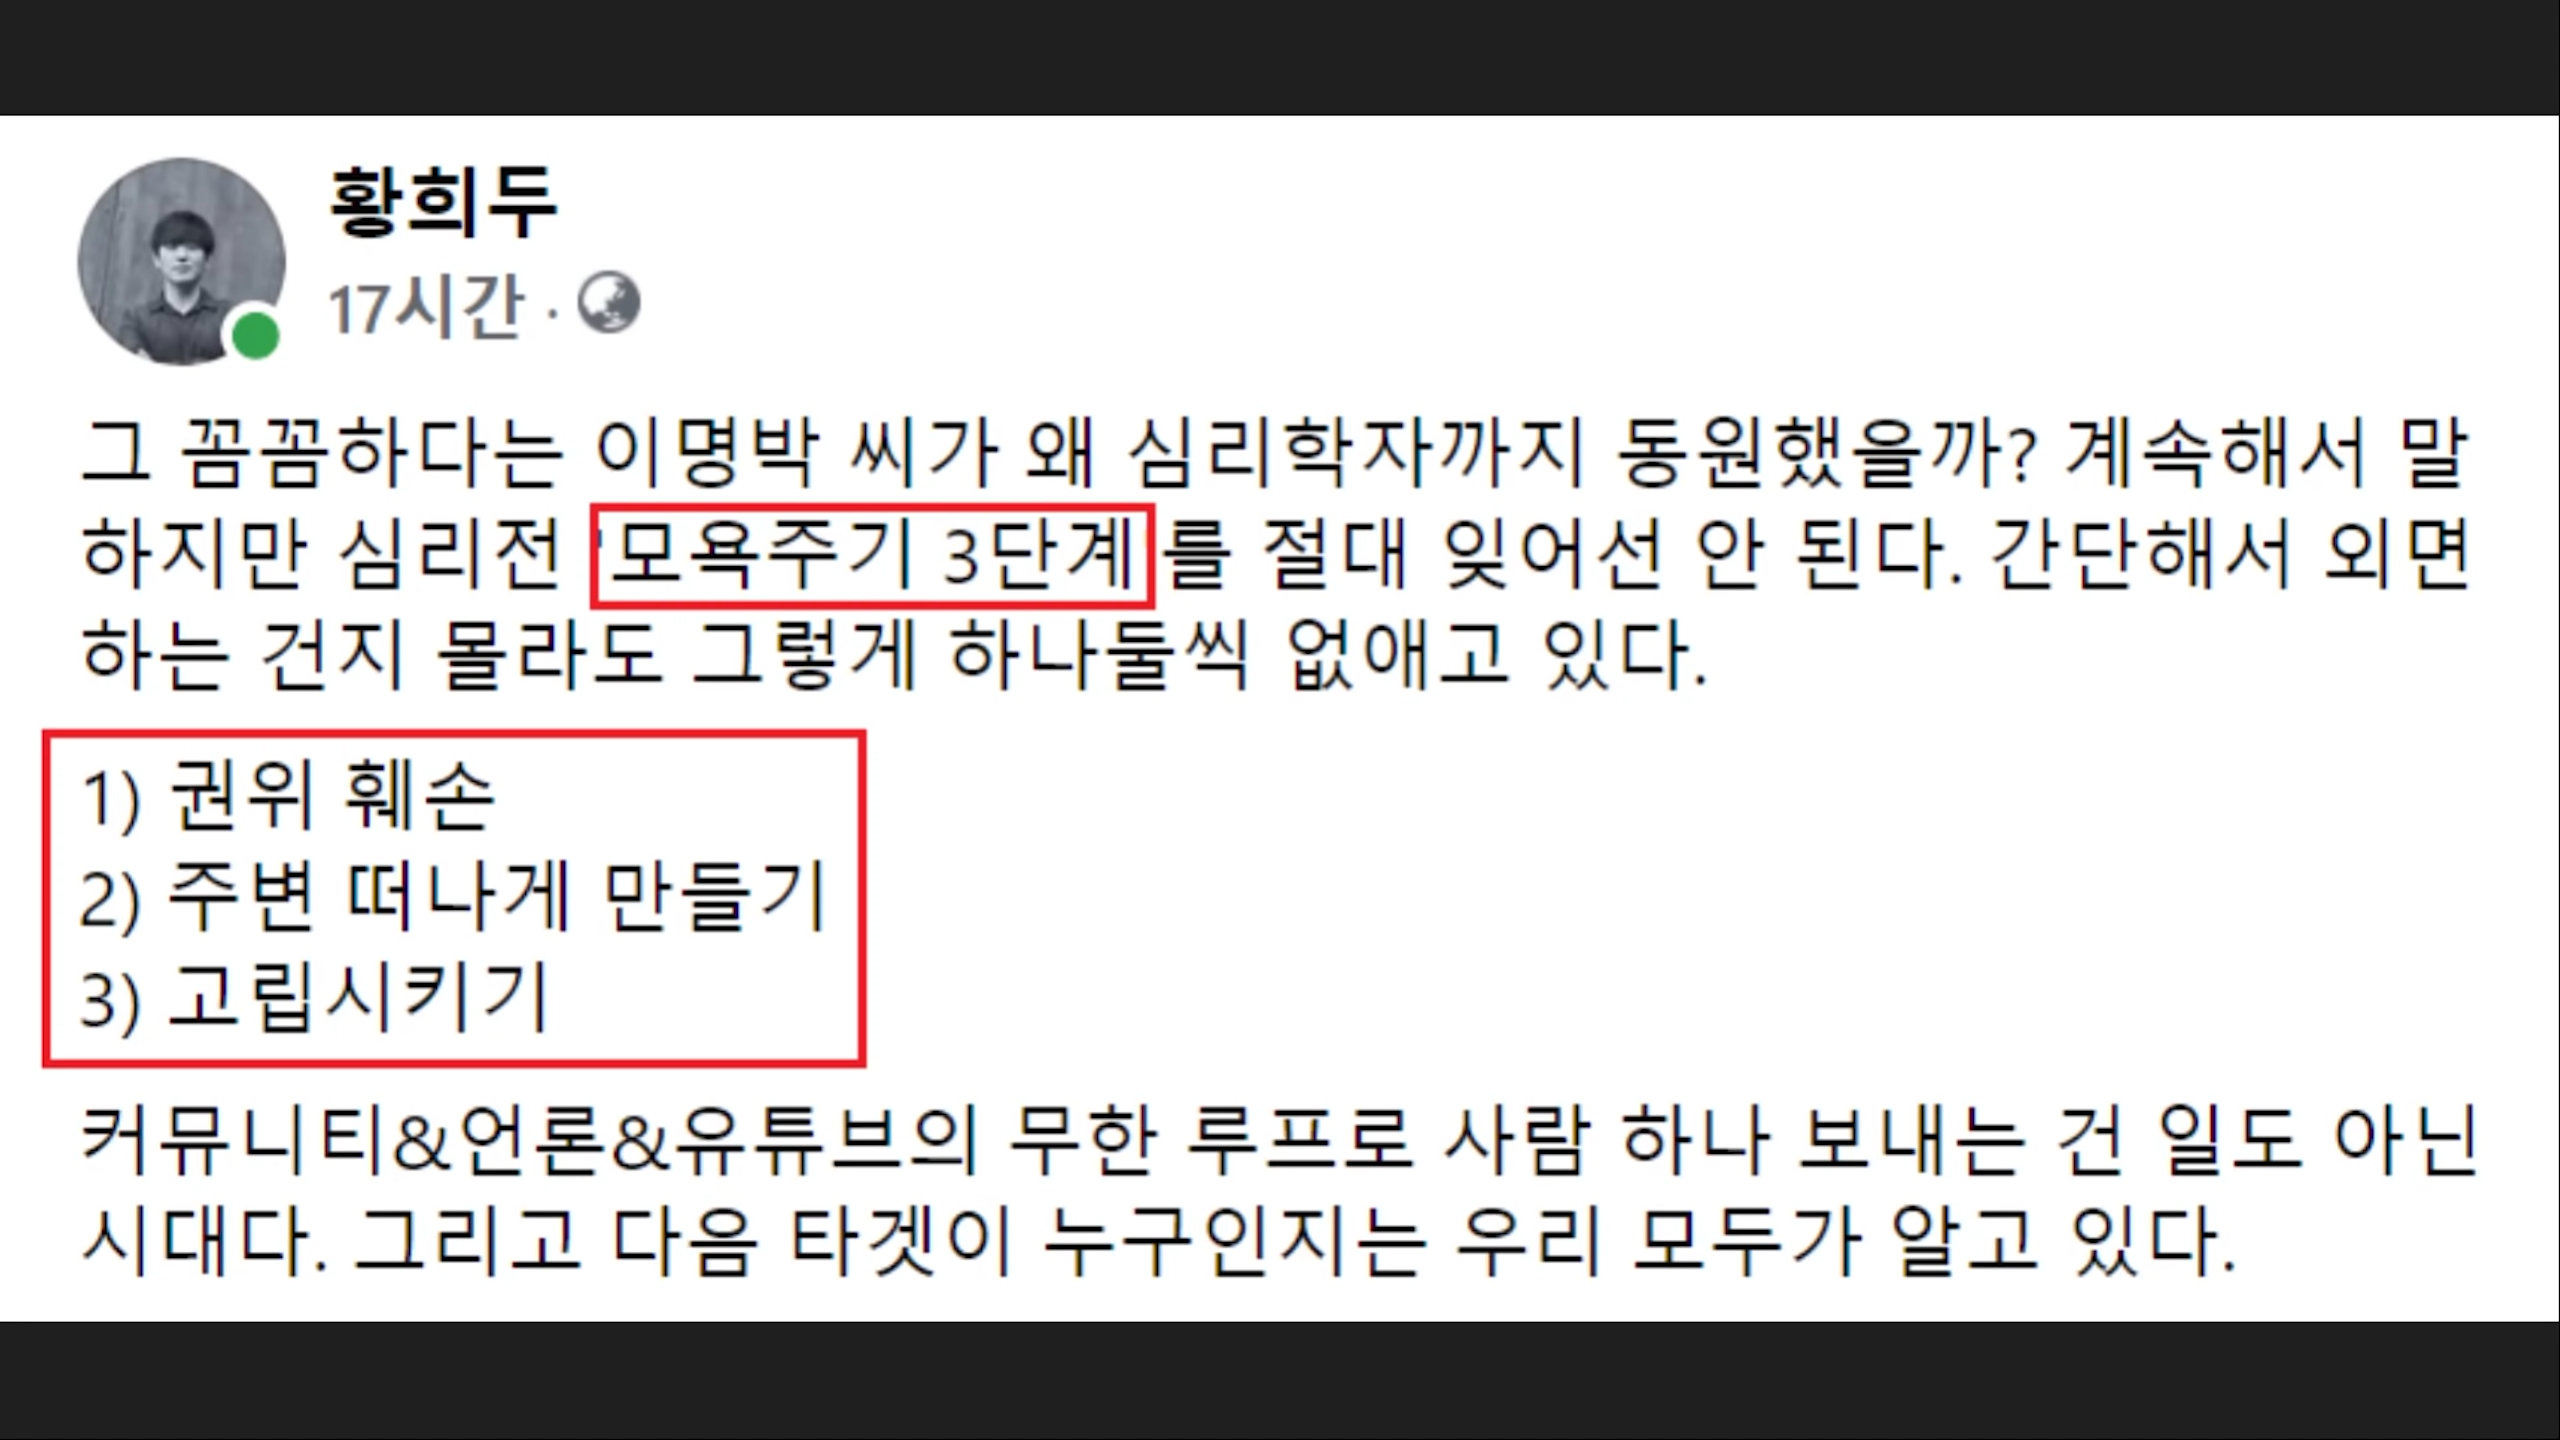 황희두
17시간 ·
그 꼼꼼하다는 이명박 씨가 왜 심리학자까지 동원했을까? 계속해서 말
하지만 심리전 '모욕주기 3단계'를 절대 잊어선 안 된다. 간단해서 외면
하는 건지 몰라도 그렇게 하나둘씩 없애고 있다.
1) 권위 훼손
2) 주변 떠나게 만들기
3) 고립시키기
커뮤니티&언론&유튜브의 무한 루프로 사람 하나 보내는 건 일도 아닌
시대다. 그리고 다음 타겟이 누구인지는 우리 모두가 알고 있다.